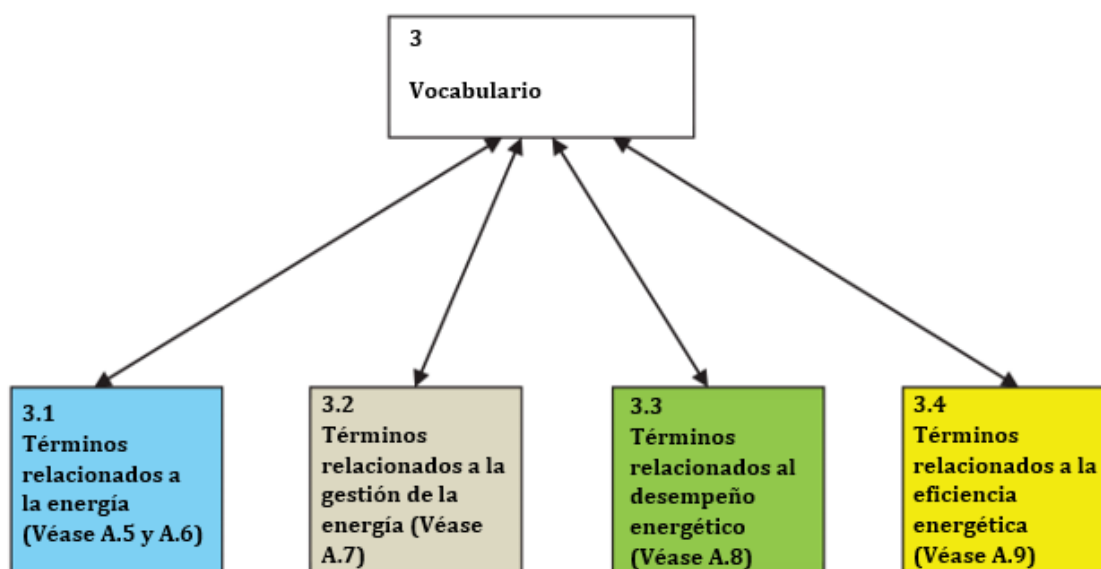 3
Vocabulario
3.1
Términos
relacionados a
la energía
(Véase A.5 y A.6)
3.2
Términos
relacionados a la
gestión de la
energía (Véase
A.7)
3.3
Términos
relacionados al
desempeño
energético
(Véase A.8)
3.4
Términos
relacionados a la
eficiencia
energética
(Véase A.9)